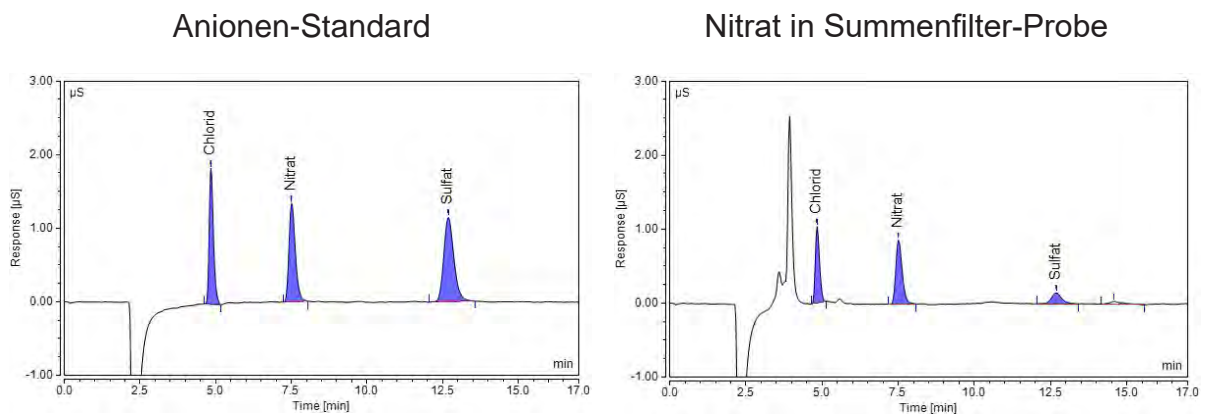 Anionen-Standard
3.00
µS
2.00
1.00
0.00
-1.00
Response [µS]
Chlorid
Nitrat
Sulfat
min
0.0 2.5 5.0 7.5 10.0 12.5 15.0 17.0
Time [min]
Nitrat in Summenfilter-Probe
3.00
µS
2.00
1.00
0.00
-1.00
Response [µS]
Chlorid
Nitrat
Sulfat
min
0.0 2.5 5.0 7.5 10.0 12.5 15.0 17.0
Time [min]